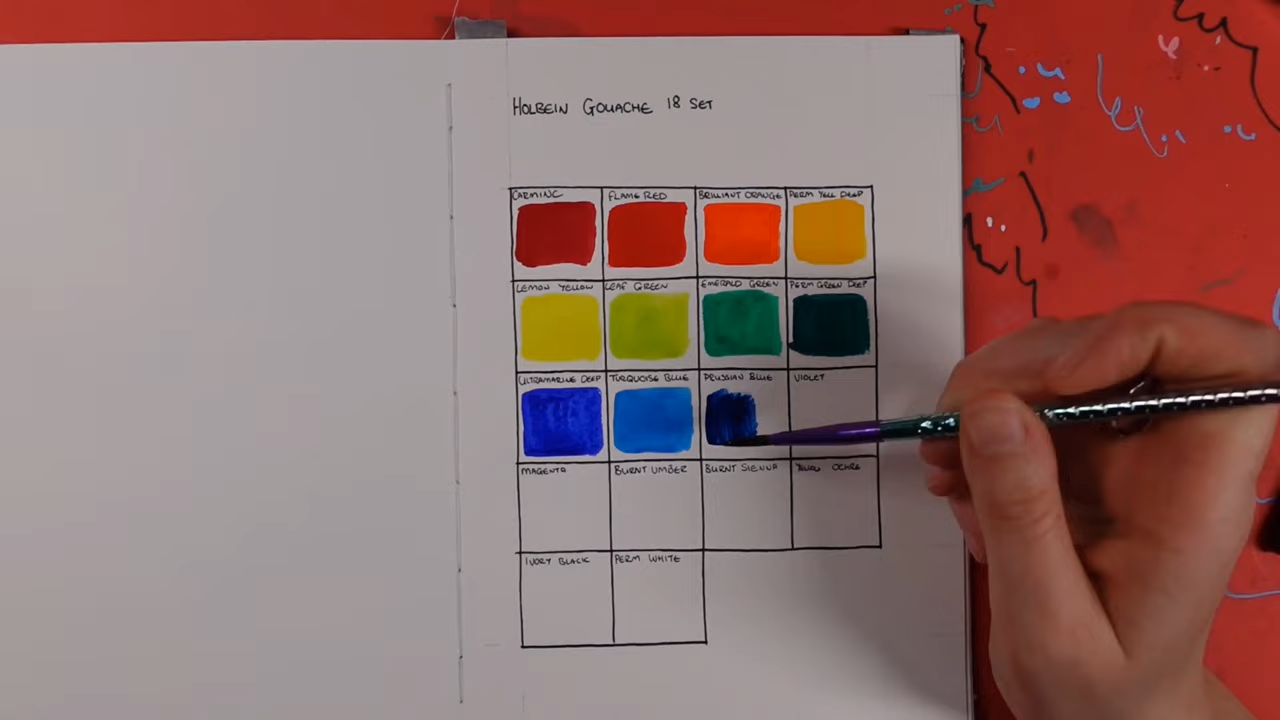 HOLBEIN GOUACHE 18 SET
CARMINE FLAME RED BRILLIANT ORANGE PERM YELL DEEP
LEMON YELLOW LEAF GREEN EMERALD GREEN PERM GREEN DEEP
ULTRAMARINE DEEP TURQUOISE BLUE PRUSSIAN BLUE VIOLET
MAGENTA BURNT UMBER BURNT SIENNA YELLOW OCHRE
IVORY BLACK PERM WHITE